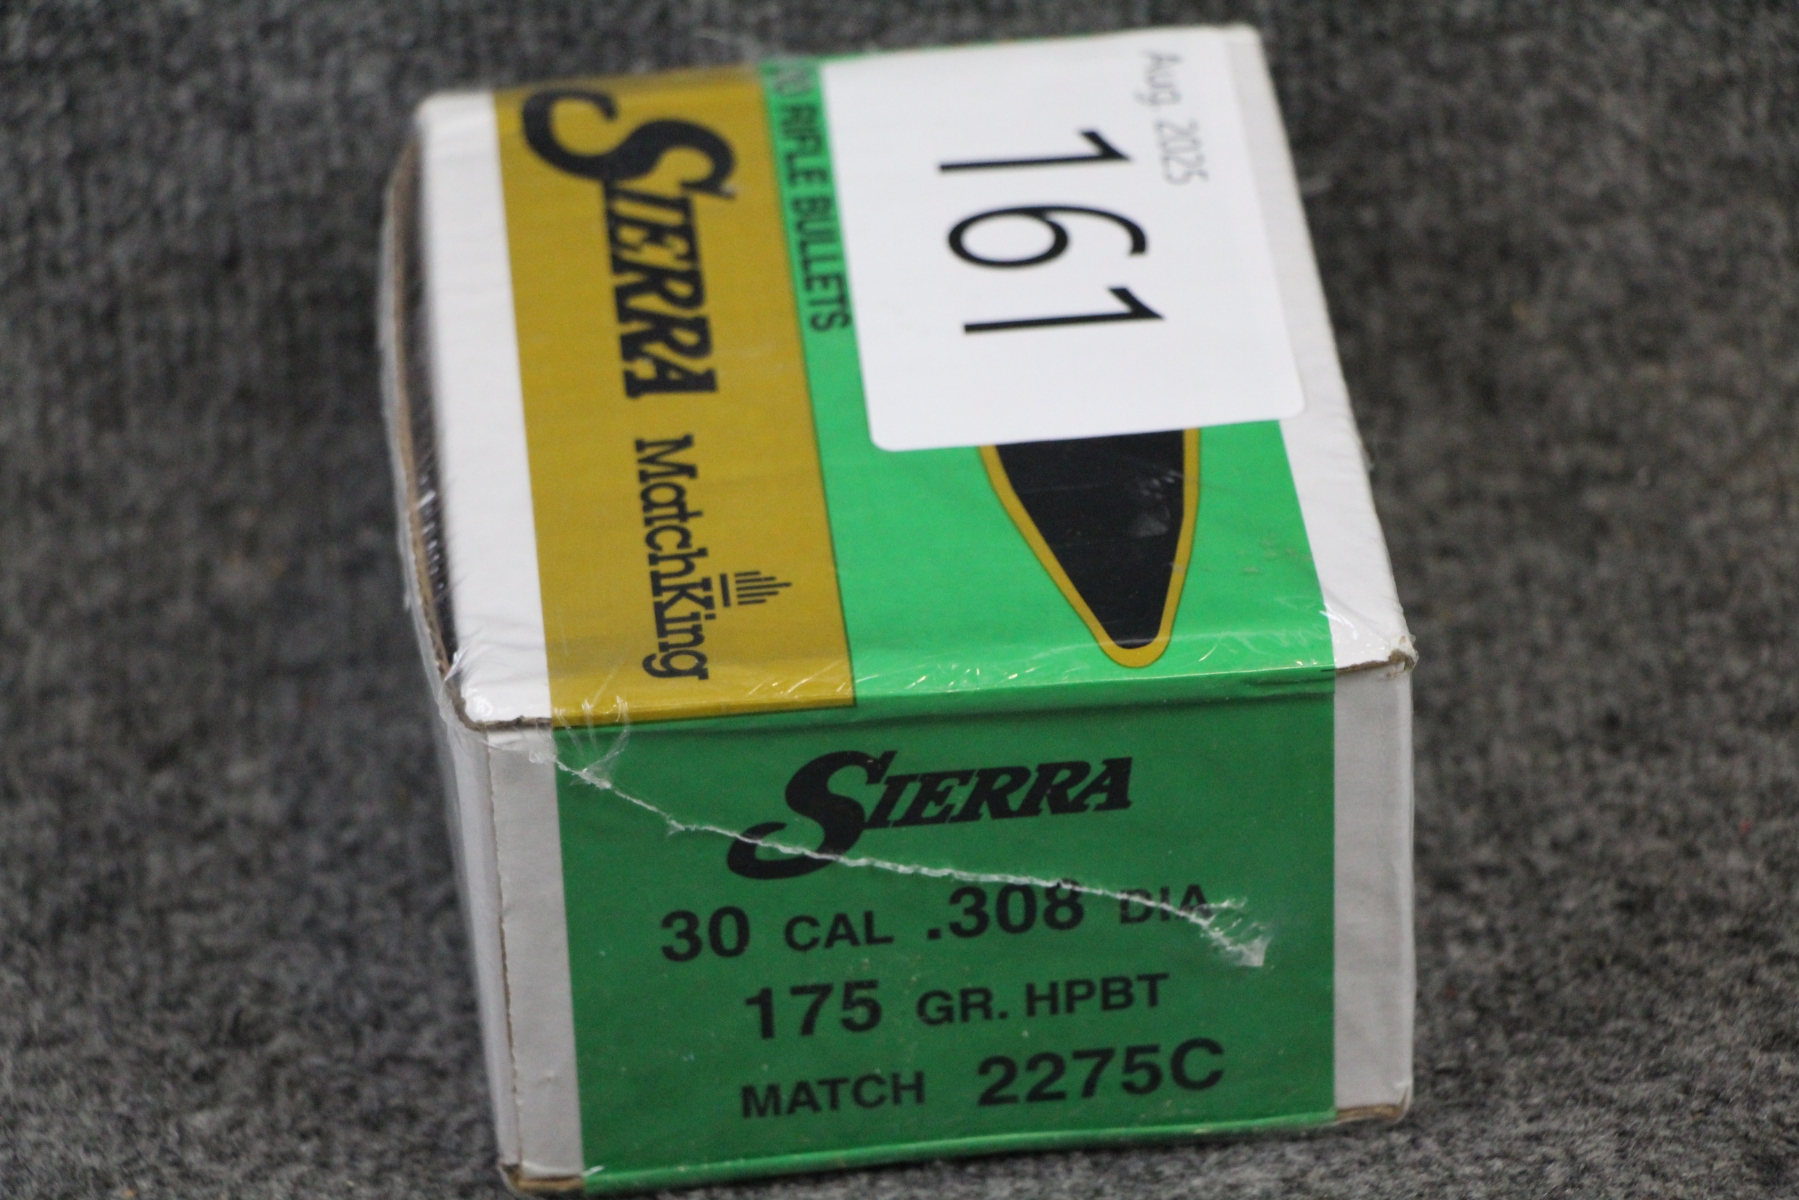 Aug 2025
161
SIERRA MatchKing
RIFLE BULLETS
SIERRA
30 CAL .308 DIA
175 GR. HPBT
MATCH 2275C